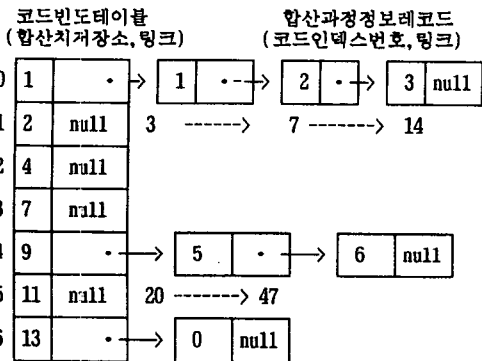 코드빈도테이블 합산과정정보레코드
(합산치저장소,링크) (코드인덱스번호,링크)
0 1 1 2 3 null
1 2 null 3 7 14
2 4 null
3 7 null
4 9 5 6 null
5 11 null 20 47
6 13 0 null